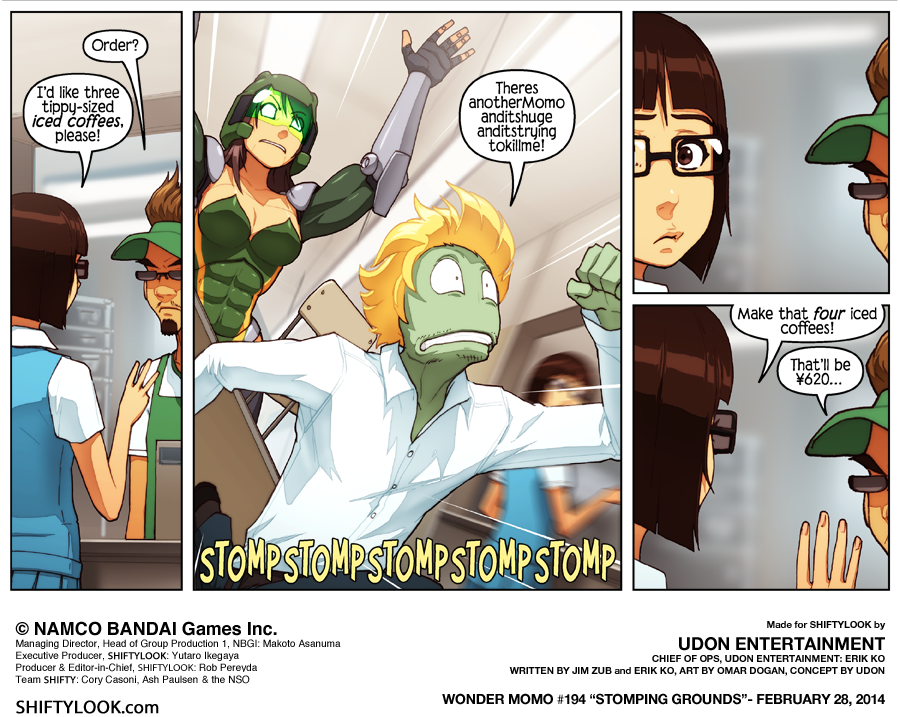 Order?
I'd like three
tippy-sized
iced coffees,
please!
Theres
anotherMomo
anditshuge
anditstrying
tokillme!
STOMPSTOMPSTOMPSTOMPSTOMP
Make that four iced
coffees!
That'll be
¥620...
© NAMCO BANDAI Games Inc.
Managing Director, Head of Group Production 1, NBGI: Makoto Asanuma
Executive Producer, SHIFTYLOOK: Yutaro Ikegaya
Producer & Editor-in-Chief, SHIFTYLOOK: Rob Pereyda
Team SHIFTY: Cory Casoni, Ash Paulsen & the NSO
SHIFTYLOOK.com
Made for SHIFTYLOOK by
UDON ENTERTAINMENT
CHIEF OF OPS, UDON ENTERTAINMENT: ERIK KO
WRITTEN BY JIM ZUB and ERIK KO, ART BY OMAR DOGAN, CONCEPT BY UDON
WONDER MOMO #194 “STOMPING GROUNDS”- FEBRUARY 28, 2014